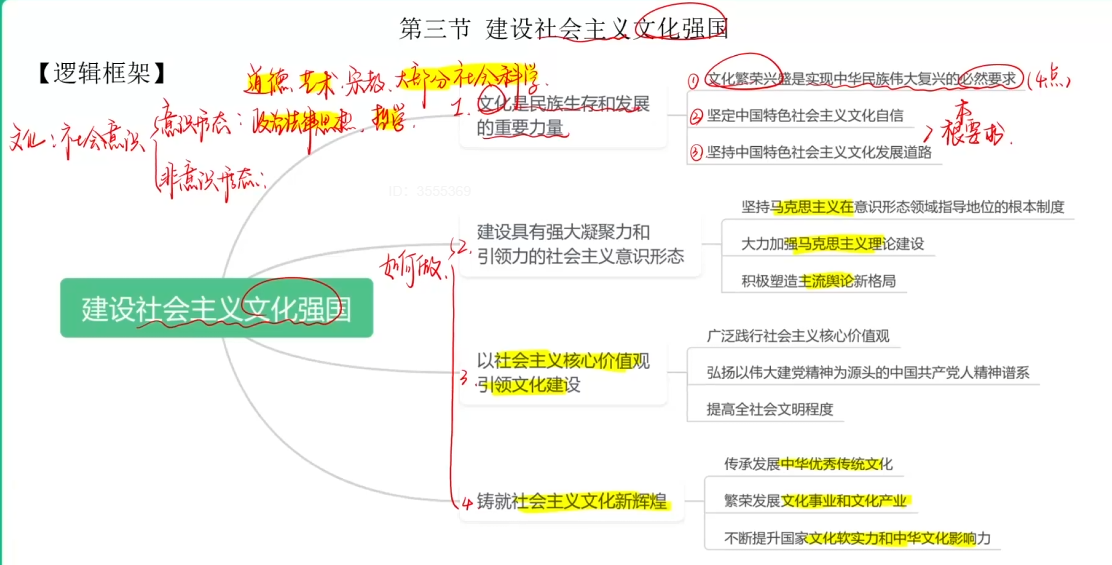 第三节 建设社会主义文化强国
【逻辑框架】
道德、艺术、宗教、大部分社会科学。
文化：社会意识
意识形态：政治法律思想、哲学。
非意识形态：
1.
文化是民族生存和发展
的重要力量
① 文化繁荣兴盛是实现中华民族伟大复兴的必然要求 (4点)
② 坚定中国特色社会主义文化自信
③ 坚持中国特色社会主义文化发展道路
本
根要求.
ID：3555369
建设社会主义文化强国
如何做
2.
建设具有强大凝聚力和
引领力的社会主义意识形态
坚持马克思主义在意识形态领域指导地位的根本制度
大力加强马克思主义理论建设
积极塑造主流舆论新格局
3.
以社会主义核心价值观
引领文化建设
广泛践行社会主义核心价值观
弘扬以伟大建党精神为源头的中国共产党人精神谱系
提高全社会文明程度
4
铸就社会主义文化新辉煌
传承发展中华优秀传统文化
繁荣发展文化事业和文化产业
不断提升国家文化软实力和中华文化影响力